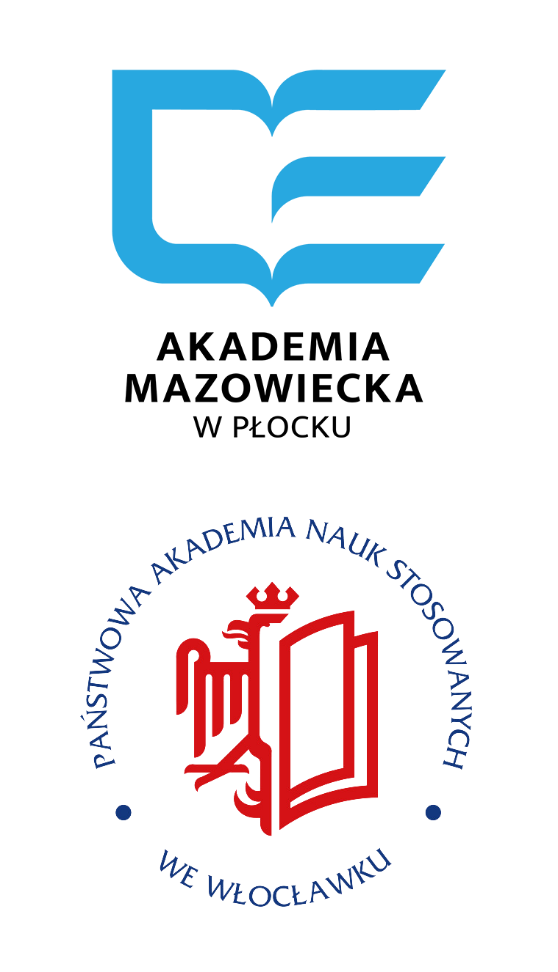 AKADEMIA
MAZOWIECKA
W PŁOCKU
PAŃSTWOWA AKADEMIA NAUK STOSOWANYCH
WE WŁOCŁAWKU